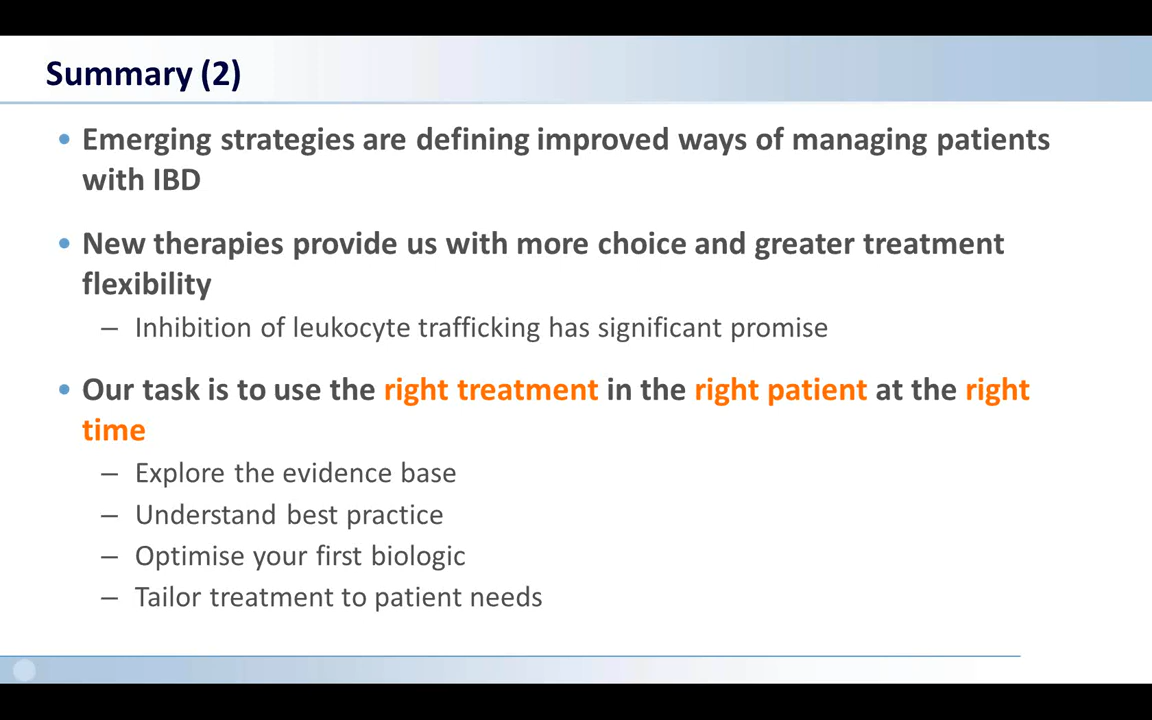 Summary (2)
• Emerging strategies are defining improved ways of managing patients
with IBD
• New therapies provide us with more choice and greater treatment
flexibility
– Inhibition of leukocyte trafficking has significant promise
• Our task is to use the right treatment in the right patient at the right
time
– Explore the evidence base
– Understand best practice
– Optimise your first biologic
– Tailor treatment to patient needs